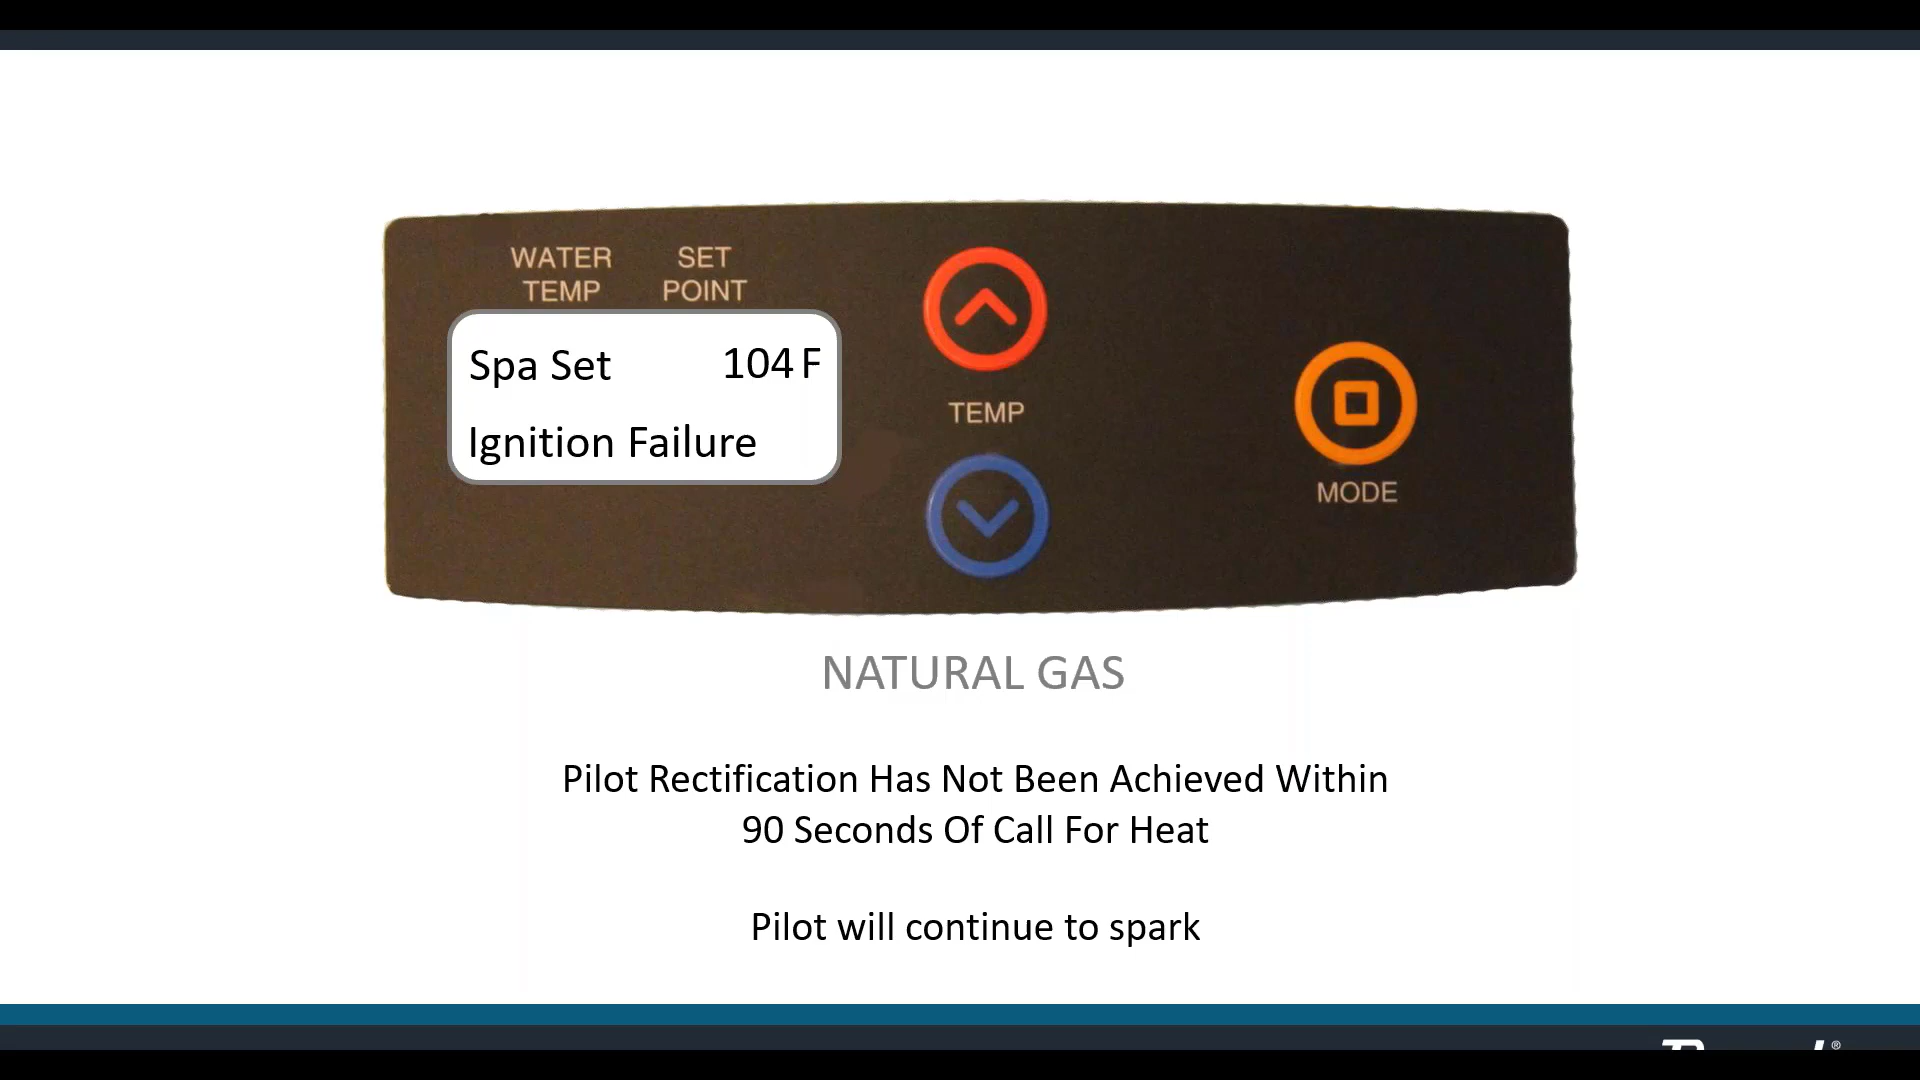 WATER SET
TEMP POINT
Spa Set 104 F
Ignition Failure
TEMP
MODE
NATURAL GAS
Pilot Rectification Has Not Been Achieved Within
90 Seconds Of Call For Heat
Pilot will continue to spark
®